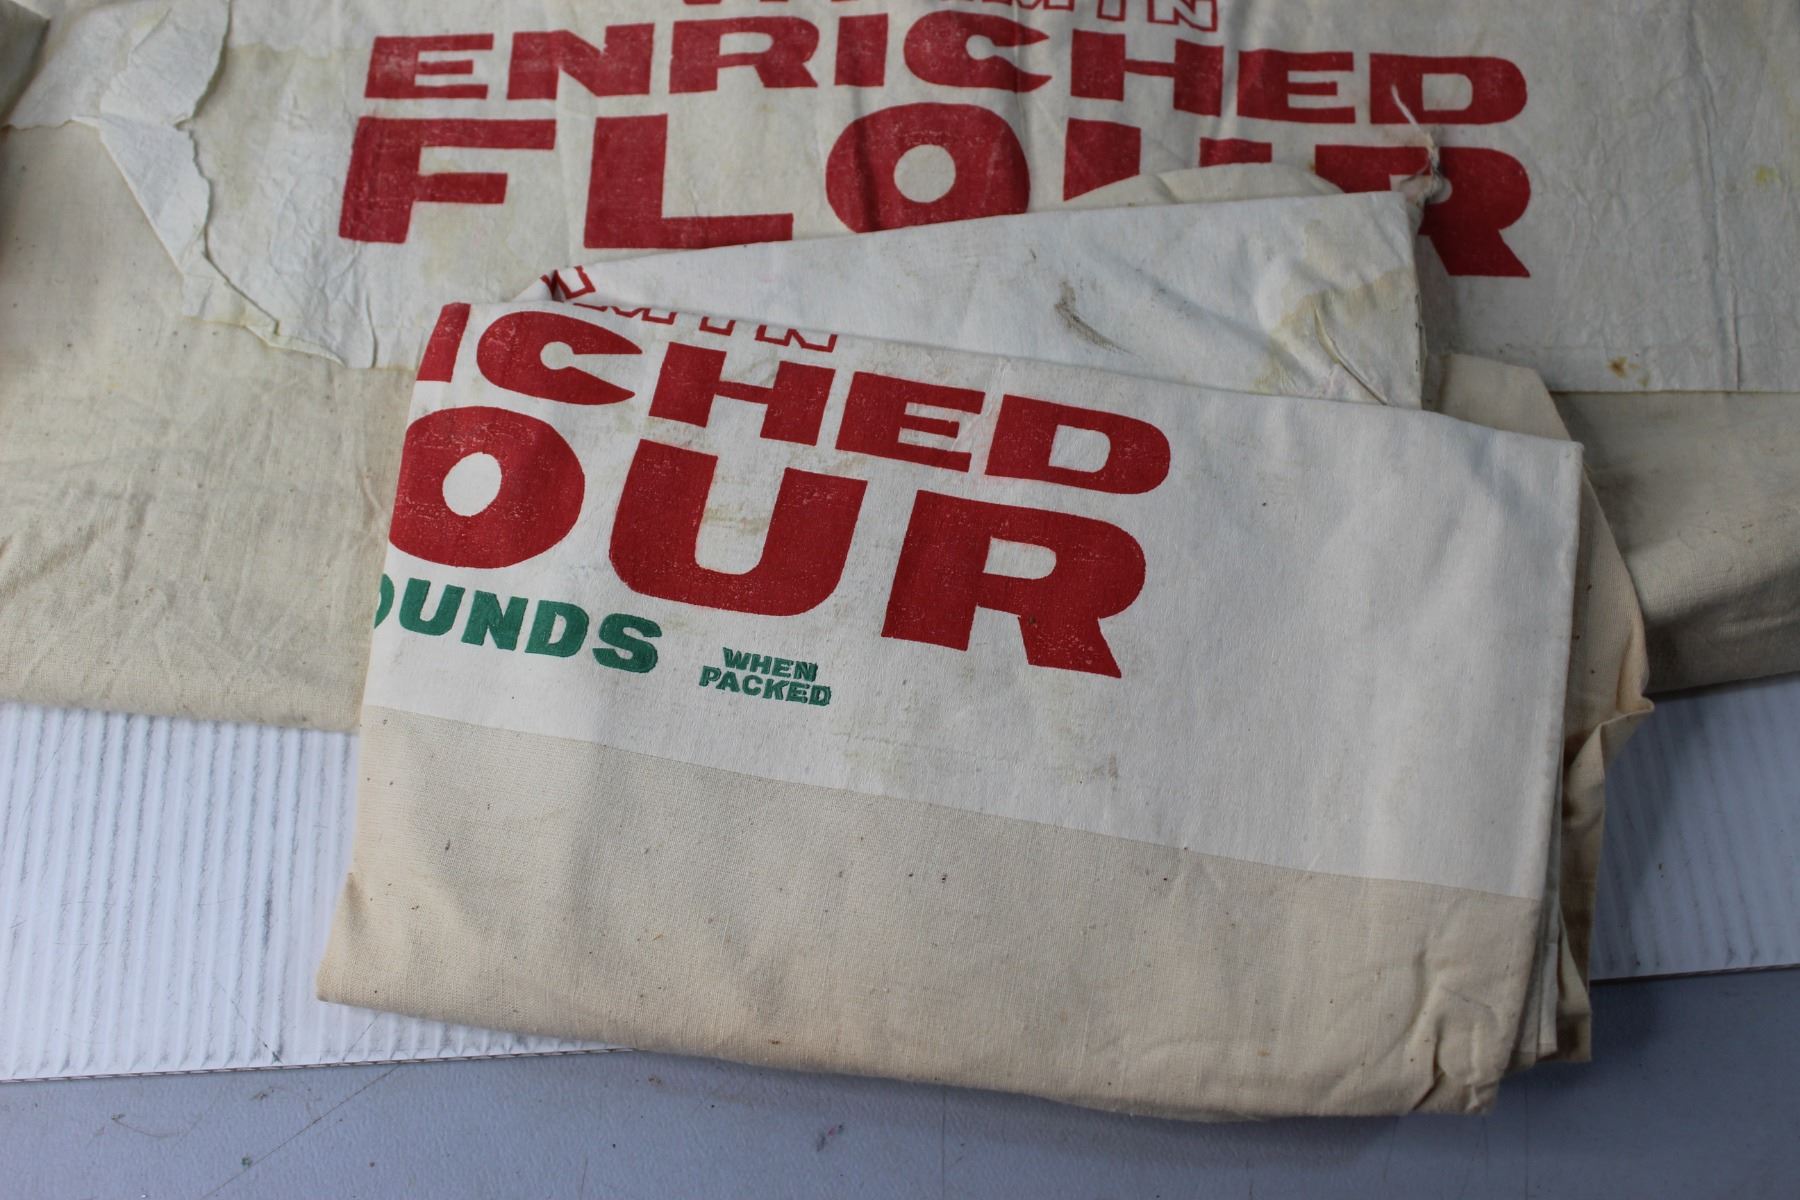 ENRICHED
FLOUR
ICHED
OUR
OUNDS WHEN
PACKED